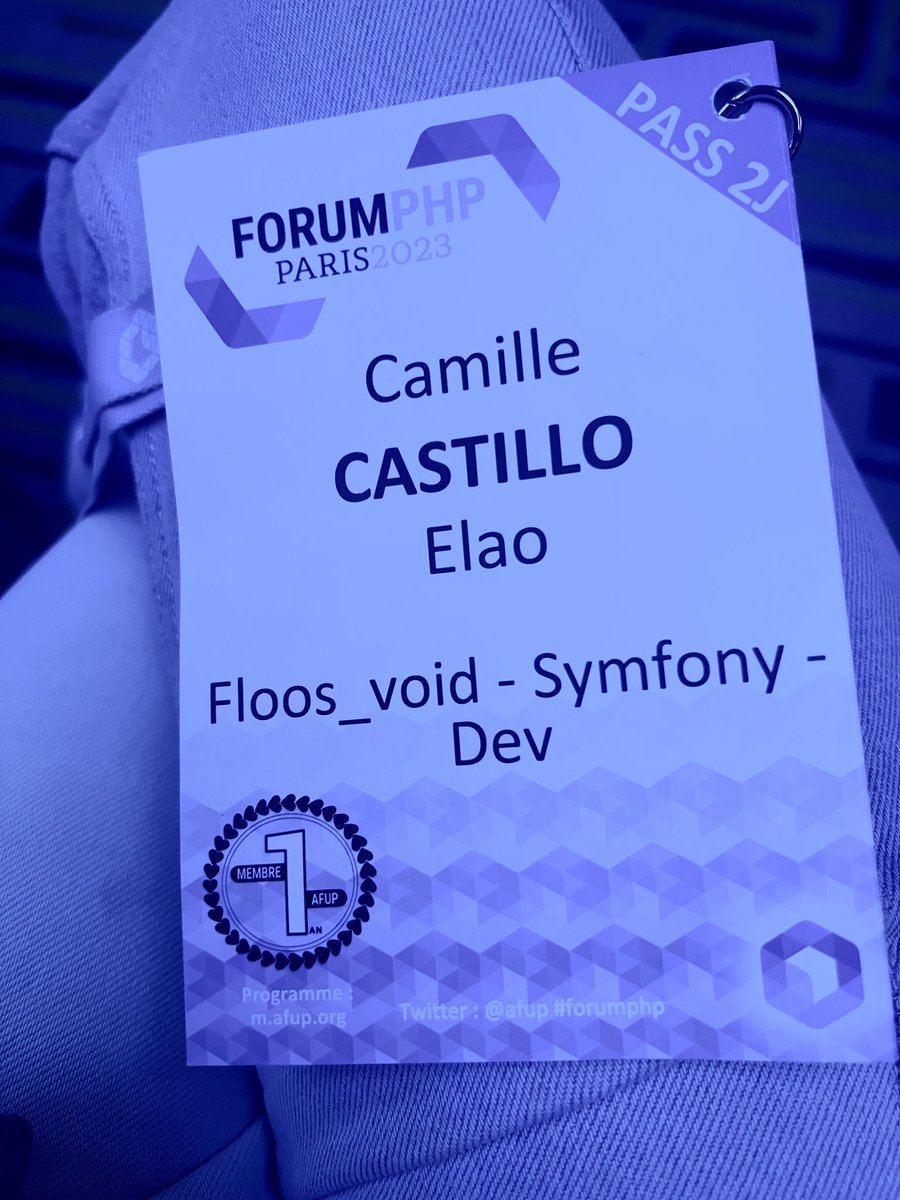 PASS 2J
FORUMPHP
PARIS2023
Camille
CASTILLO
Elao
Floos_void - Symfony -
Dev
MEMBRE
1
AFUP
AN
Programme :
m.afup.org
Twitter : @afup #forumphp